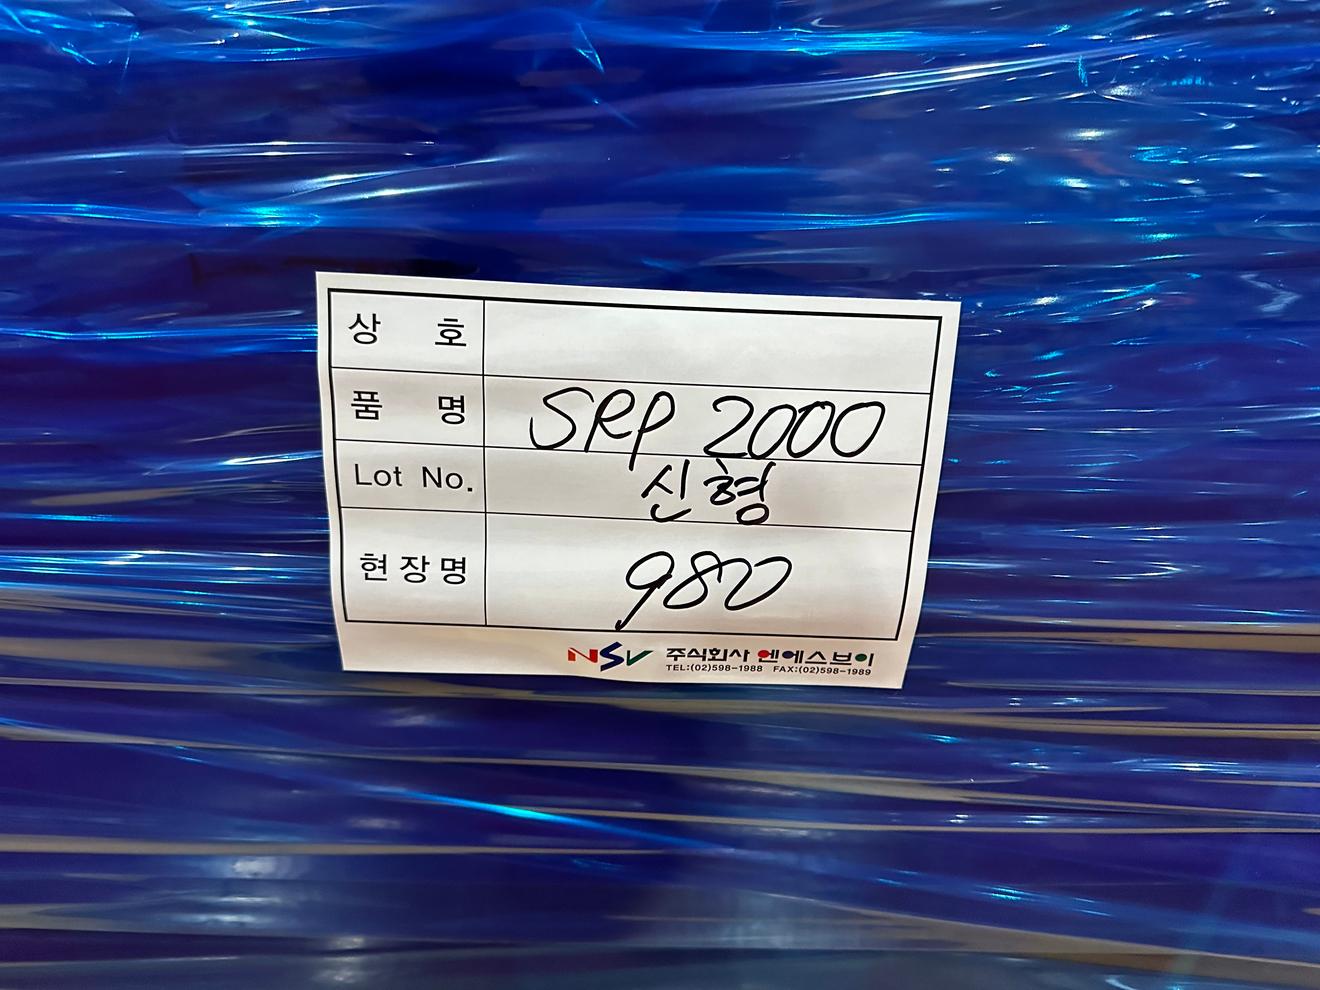 상 호
품 명 SRP 2000
Lot No. 신형
현장명 980
NSV 주식회사 엔에스브이
TEL:(02)598-1988 FAX:(02)598-1989